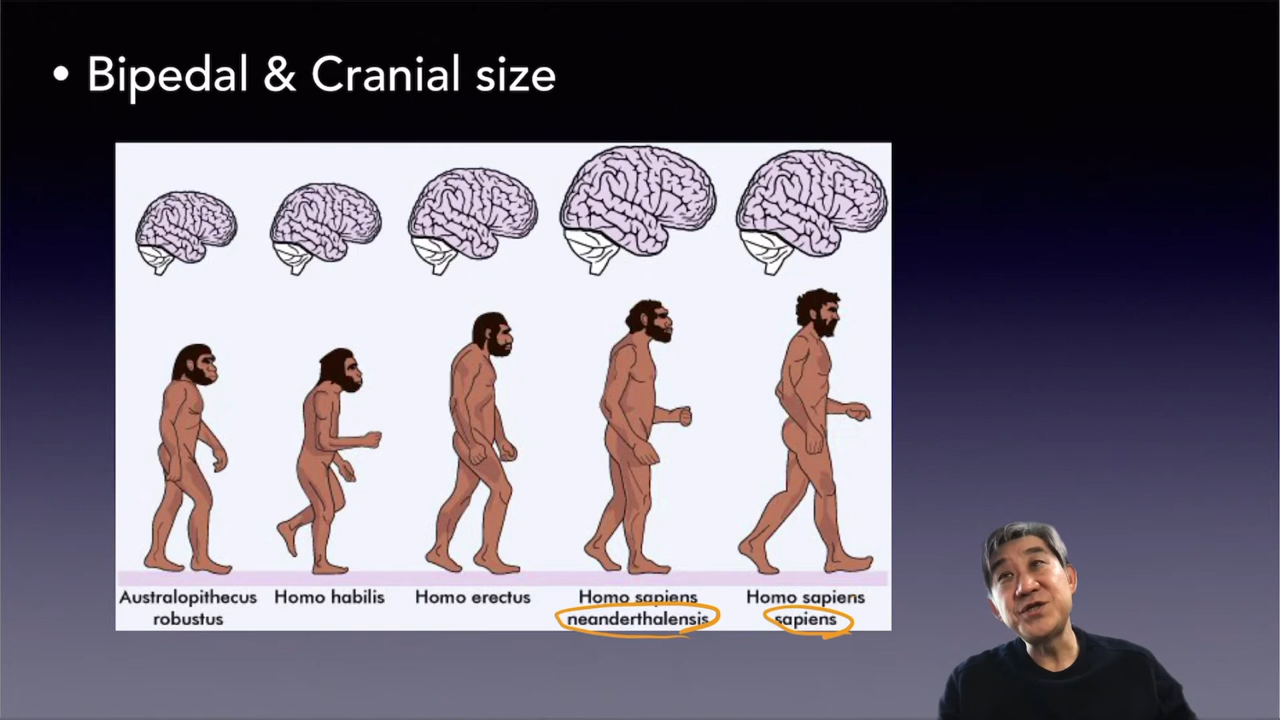 • Bipedal & Cranial size
Australopithecus robustus
Homo habilis
Homo erectus
Homo sapiens neanderthalensis
Homo sapiens sapiens